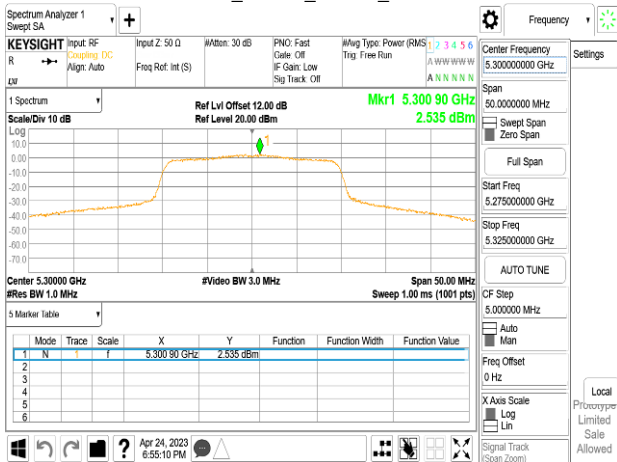 Spectrum Analyzer 1
Swept SA
+
Frequency
KEYSIGHT
R
Input: RF
Coupling: DC
Align: Auto
Input Z: 50 Ω
Freq Ref: Int (S)
#Atten: 30 dB
PNO: Fast
Gate: Off
IF Gain: Low
Sig Track: Off
#Avg Type: Power (RMS
Trig: Free Run
1 2 3 4 5 6
A W W W W W
A N N N N N
LXI
1 Spectrum
Scale/Div 10 dB
Ref Lvl Offset 12.00 dB
Ref Level 20.00 dBm
Mkr1 5.300 90 GHz
2.535 dBm
Log
10.0
0.00
-10.0
-20.0
-30.0
-40.0
-50.0
-60.0
-70.0
1
Center 5.30000 GHz
#Res BW 1.0 MHz
#Video BW 3.0 MHz
Span 50.00 MHz
Sweep 1.00 ms (1001 pts)
5 Marker Table
Mode Trace Scale X Y Function Function Width Function Value
1 N 1 f 5.300 90 GHz 2.535 dBm
2
3
4
5
6
Apr 24, 2023
6:55:10 PM
?
Center Frequency
5.300000000 GHz
Settings
Span
50.0000000 MHz
Swept Span
Zero Span
Full Span
Start Freq
5.275000000 GHz
Stop Freq
5.325000000 GHz
AUTO TUNE
CF Step
5.000000 MHz
Auto
Man
Freq Offset
0 Hz
X Axis Scale
Log
Lin
Signal Track
(Span Zoom)
Local
Prototype
Limited
Sale
Allowed